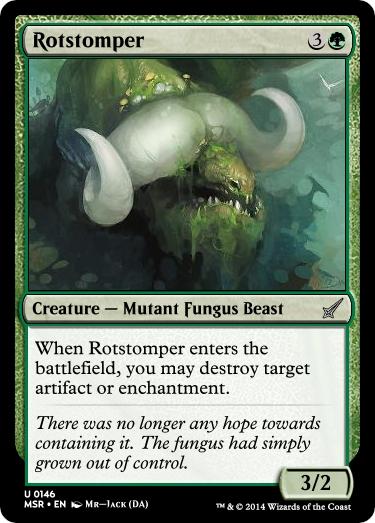 Rotstomper 3
Creature — Mutant Fungus Beast
When Rotstomper enters the
battlefield, you may destroy target
artifact or enchantment.
There was no longer any hope towards
containing it. The fungus had simply
grown out of control.
3/2
U 0146
MSR • EN Mr–Jack (DA)
™ & © 2014 Wizards of the Coast